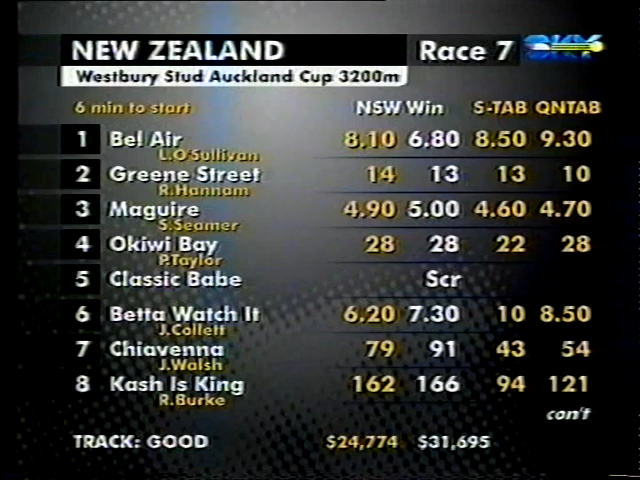 NEW ZEALAND Race 7 SKY
Westbury Stud Auckland Cup 3200m
6 min to start NSW Win S-TAB QNTAB
1 Bel Air 8.10 6.80 8.50 9.30
L.O'Sullivan
2 Greene Street 14 13 13 10
R.Hannam
3 Maguire 4.90 5.00 4.60 4.70
S.Seamer
4 Okiwi Bay 28 28 22 28
P.Taylor
5 Classic Babe Scr
6 Betta Watch It 6.20 7.30 10 8.50
J.Collett
7 Chiavenna 79 91 43 54
J.Walsh
8 Kash Is King 162 166 94 121
R.Burke
con't
TRACK: GOOD $24,774 $31,695